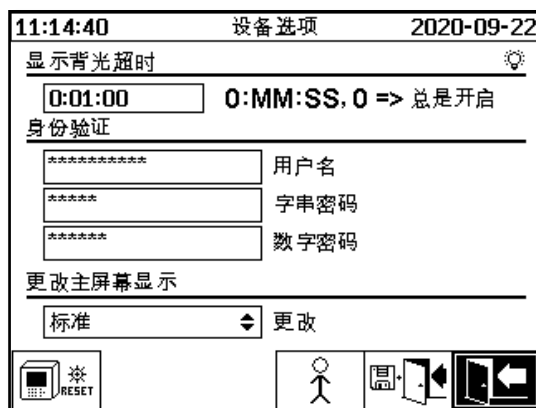 11:14:40 设备选项 2020-09-22
显示背光超时
0:01:00 0:MM:SS, 0 => 总是开启
身份验证
********** 用户名
***** 字串密码
****** 数字密码
更改主屏幕显示
标准 更改
RESET